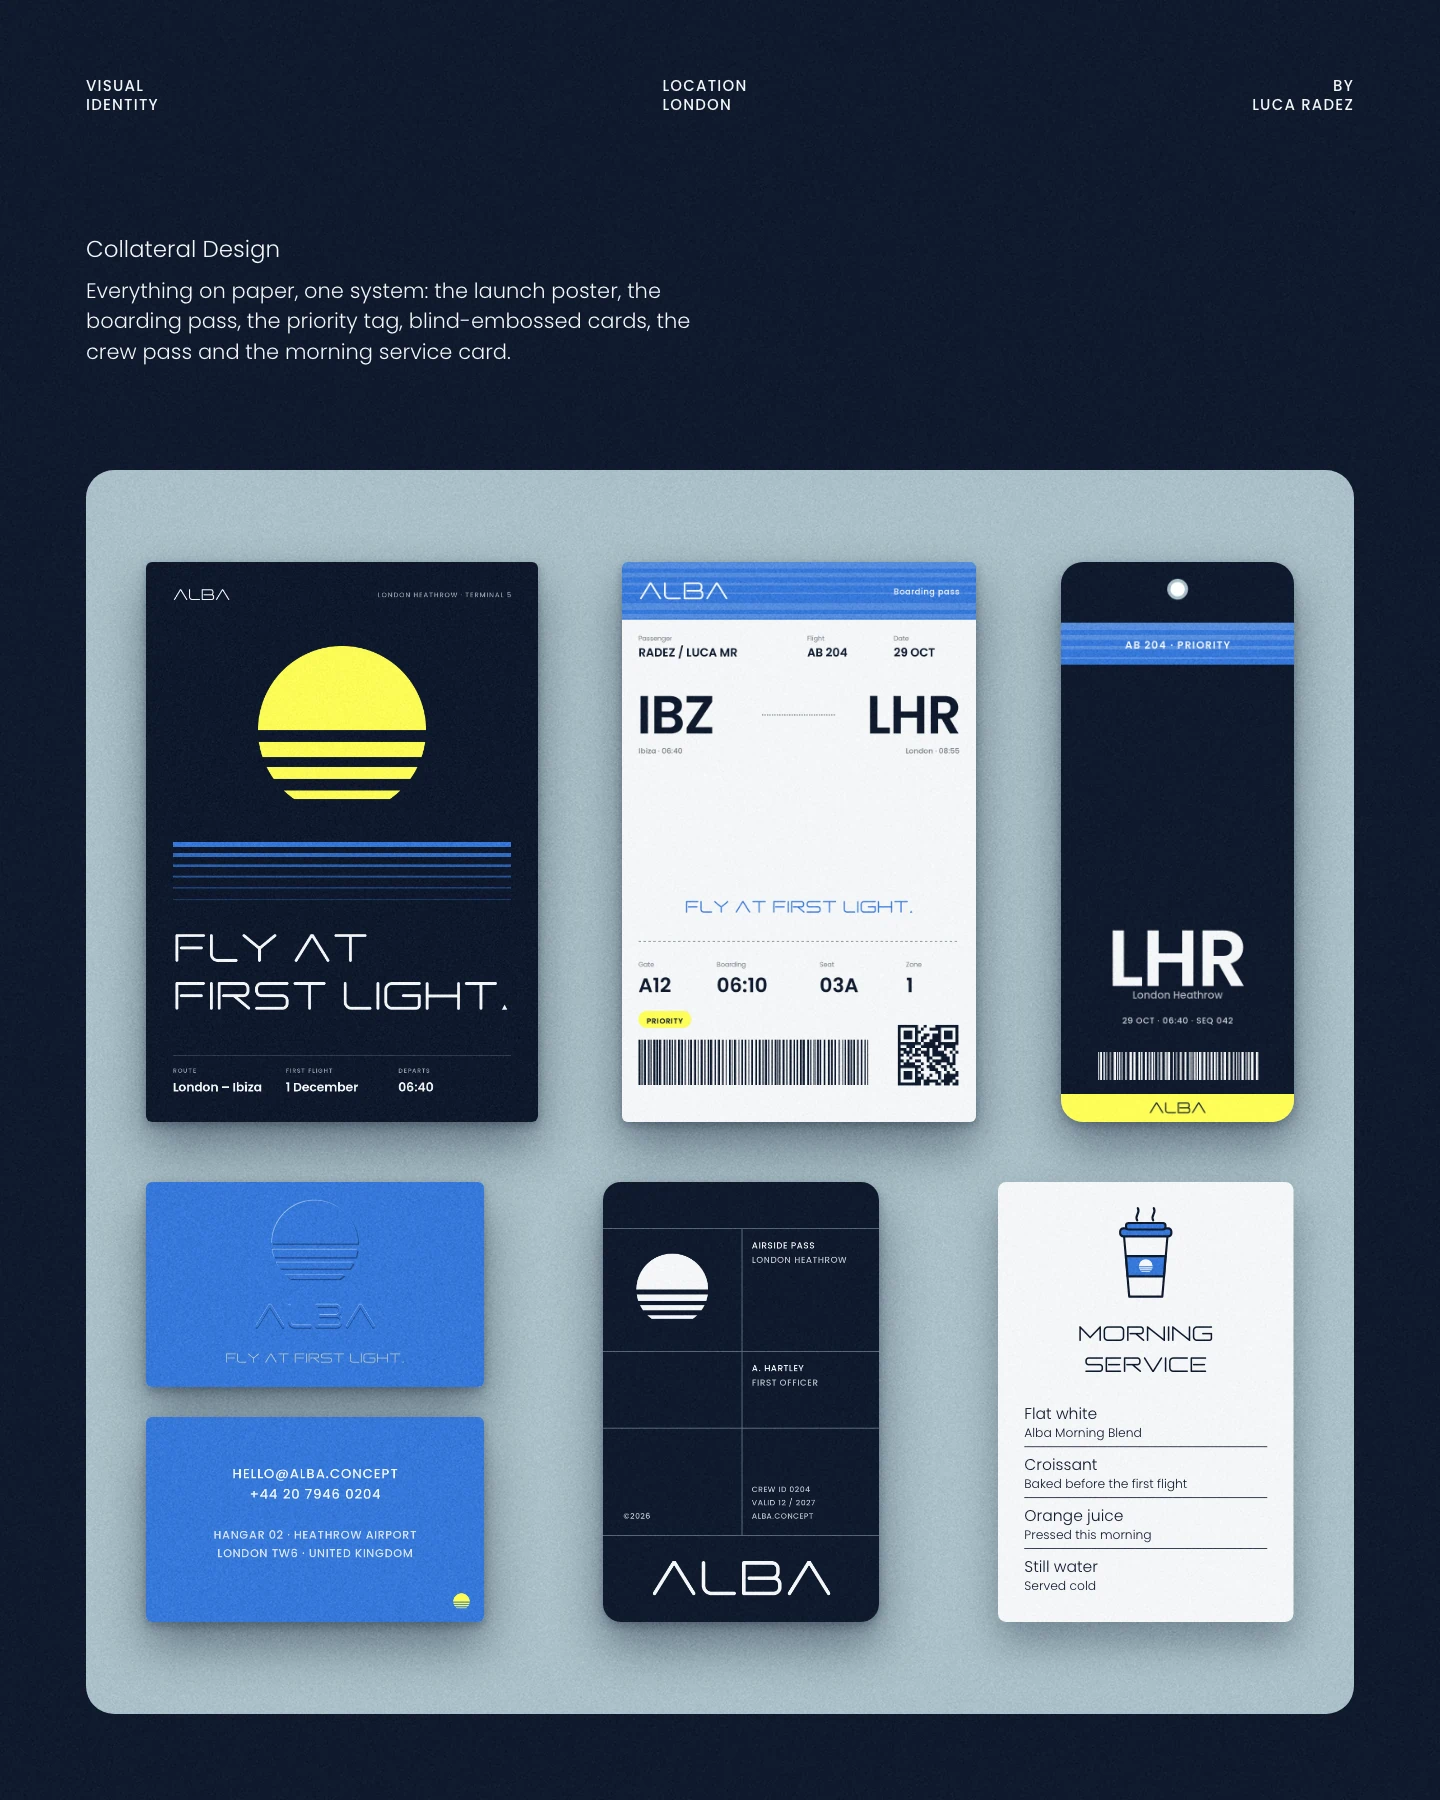 VISUAL
IDENTITY
LOCATION
LONDON
BY
LUCA RADEZ
Collateral Design
Everything on paper, one system: the launch poster, the
boarding pass, the priority tag, blind-embossed cards, the
crew pass and the morning service card.
ALBA
LONDON HEATHROW · TERMINAL 5
FLY AT
FIRST LIGHT.
ROUTE
London – Ibiza
FIRST FLIGHT
1 December
DEPARTS
06:40
ALBA
Boarding pass
Passenger
RADEZ / LUCA MR
Flight
AB 204
Date
29 OCT
IBZ
LHR
Ibiza · 06:40
London · 08:55
FLY AT FIRST LIGHT.
Gate
A12
Boarding
06:10
Seat
03A
Zone
1
PRIORITY
AB 204 · PRIORITY
LHR
London Heathrow
29 OCT · 06:40 · SEQ 042
ALBA
ALBA
FLY AT FIRST LIGHT.
HELLO@ALBA.CONCEPT
+44 20 7946 0204
HANGAR 02 · HEATHROW AIRPORT
LONDON TW6 · UNITED KINGDOM
AIRSIDE PASS
LONDON HEATHROW
A. HARTLEY
FIRST OFFICER
©2026
CREW ID 0204
VALID 12 / 2027
ALBA.CONCEPT
ALBA
MORNING
SERVICE
Flat white
Alba Morning Blend
Croissant
Baked before the first flight
Orange juice
Pressed this morning
Still water
Served cold